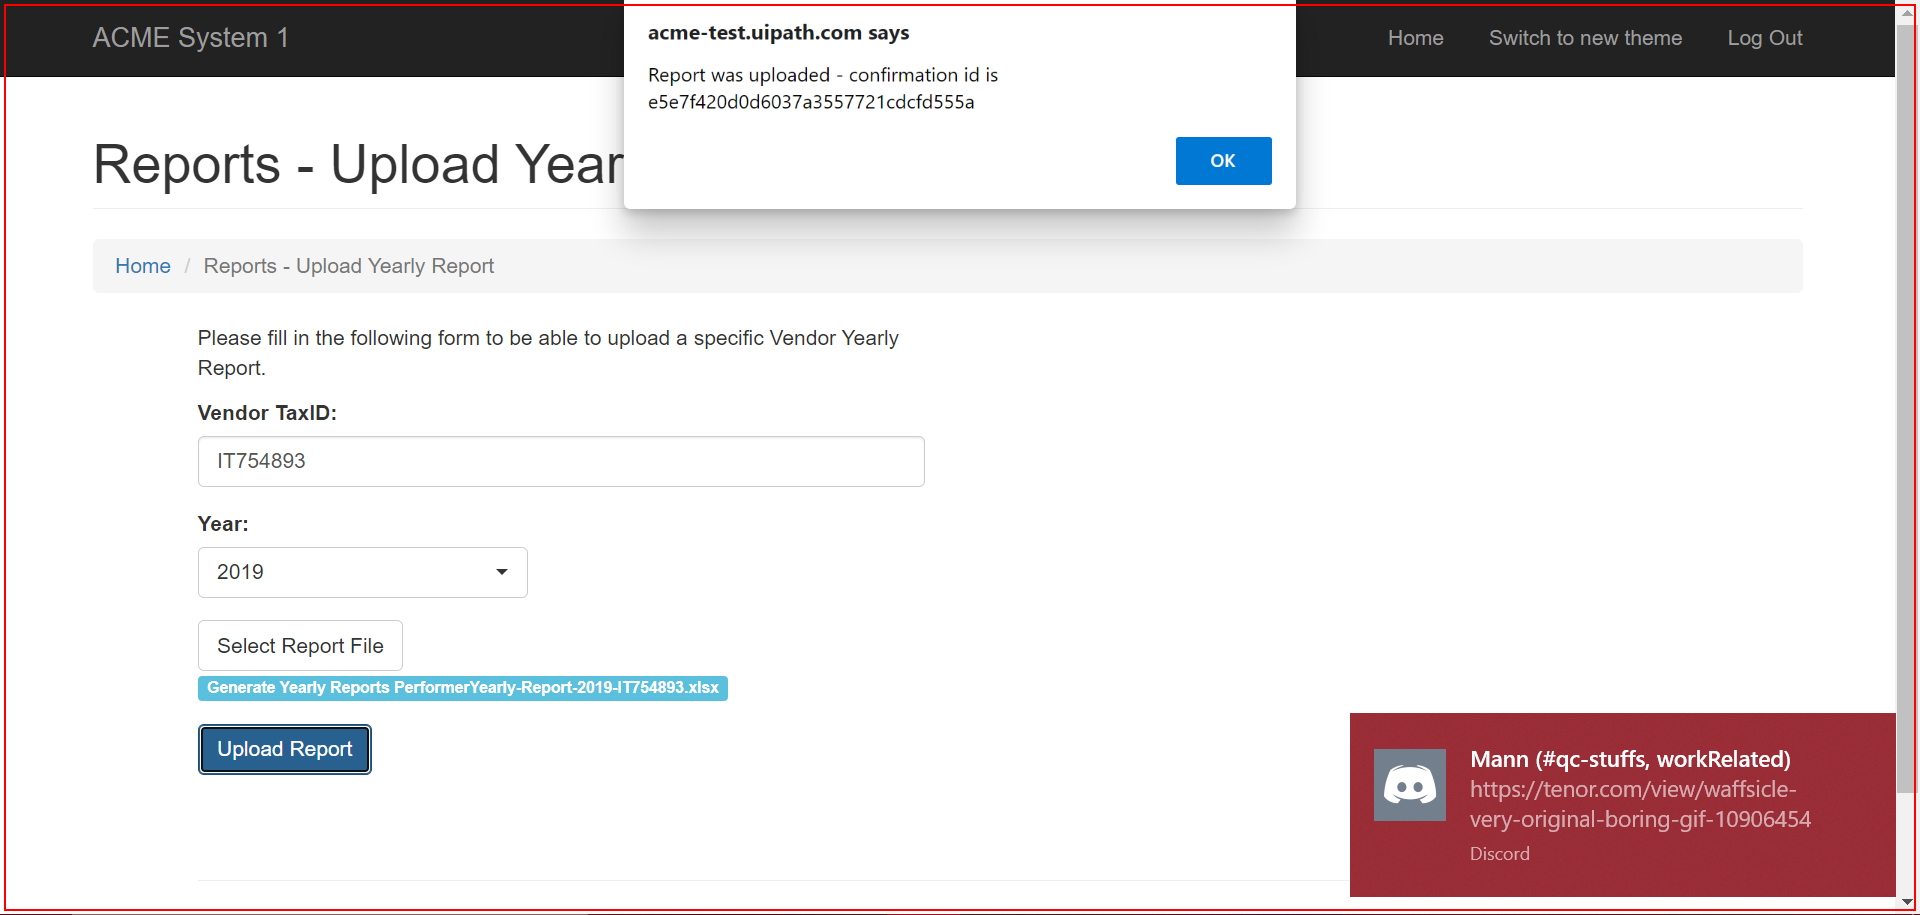 ACME System 1
Home
Switch to new theme
Log Out
acme-test.uipath.com says
Report was uploaded - confirmation id is
e5e7f420d0d6037a3557721cdcfd555a
OK
Reports - Upload Year
Home / Reports - Upload Yearly Report
Please fill in the following form to be able to upload a specific Vendor Yearly
Report.
Vendor TaxID:
IT754893
Year:
2019
Select Report File
Generate Yearly Reports PerformerYearly-Report-2019-IT754893.xlsx
Upload Report
Mann (#qc-stuffs, workRelated)
https://tenor.com/view/waffsicle-
very-original-boring-gif-10906454
Discord